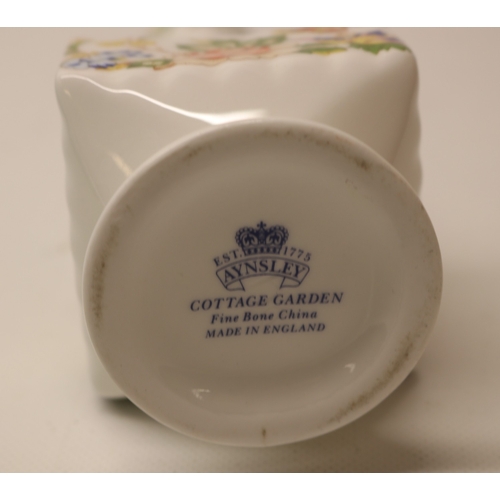 EST. 1775
AYNSLEY
COTTAGE GARDEN
Fine Bone China
MADE IN ENGLAND